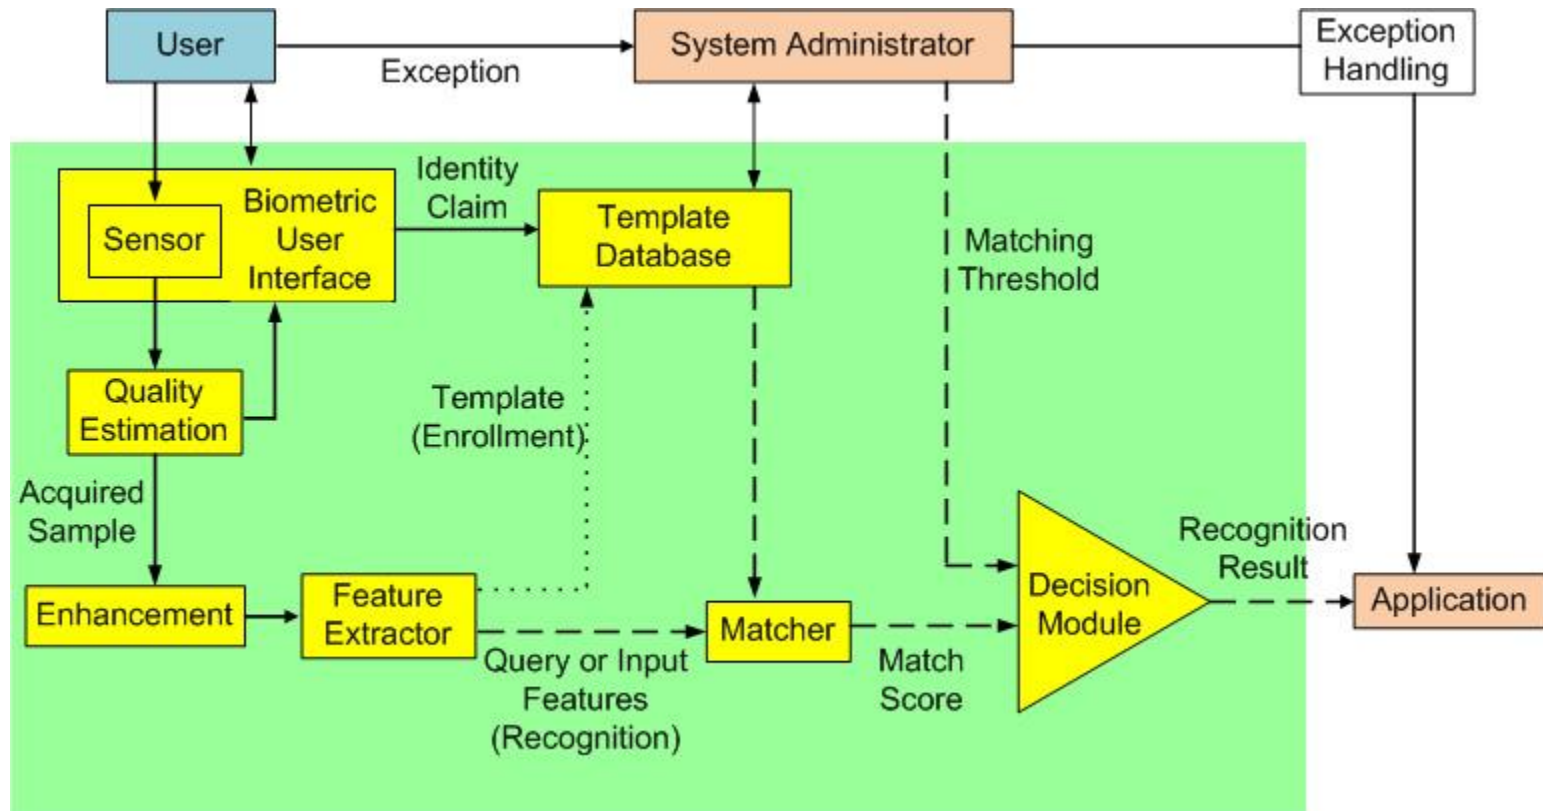 User
Exception
System Administrator
Exception
Handling
Identity
Claim
Sensor
Biometric
User
Interface
Template
Database
Matching
Threshold
Quality
Estimation
Template
(Enrollment)
Acquired
Sample
Enhancement
Feature
Extractor
Query or Input
Features
(Recognition)
Matcher
Match
Score
Decision
Module
Recognition
Result
Application